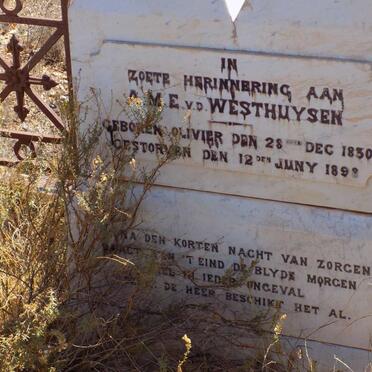 IN
ZOETE HERINNERING AAN
A.M.E. V.D. WESTHUYSEN
GEBOREN OLIVIER DEN 28 DEC 1830
GESTORVEN DEN 12 DEN JUNY 1898
NA DEN KORTEN NACHT VAN ZORGEN
'T EIND DE BLYDE MORGEN
IN IEDER ONGEVAL
DE HEER BESCHIKT HET AL.